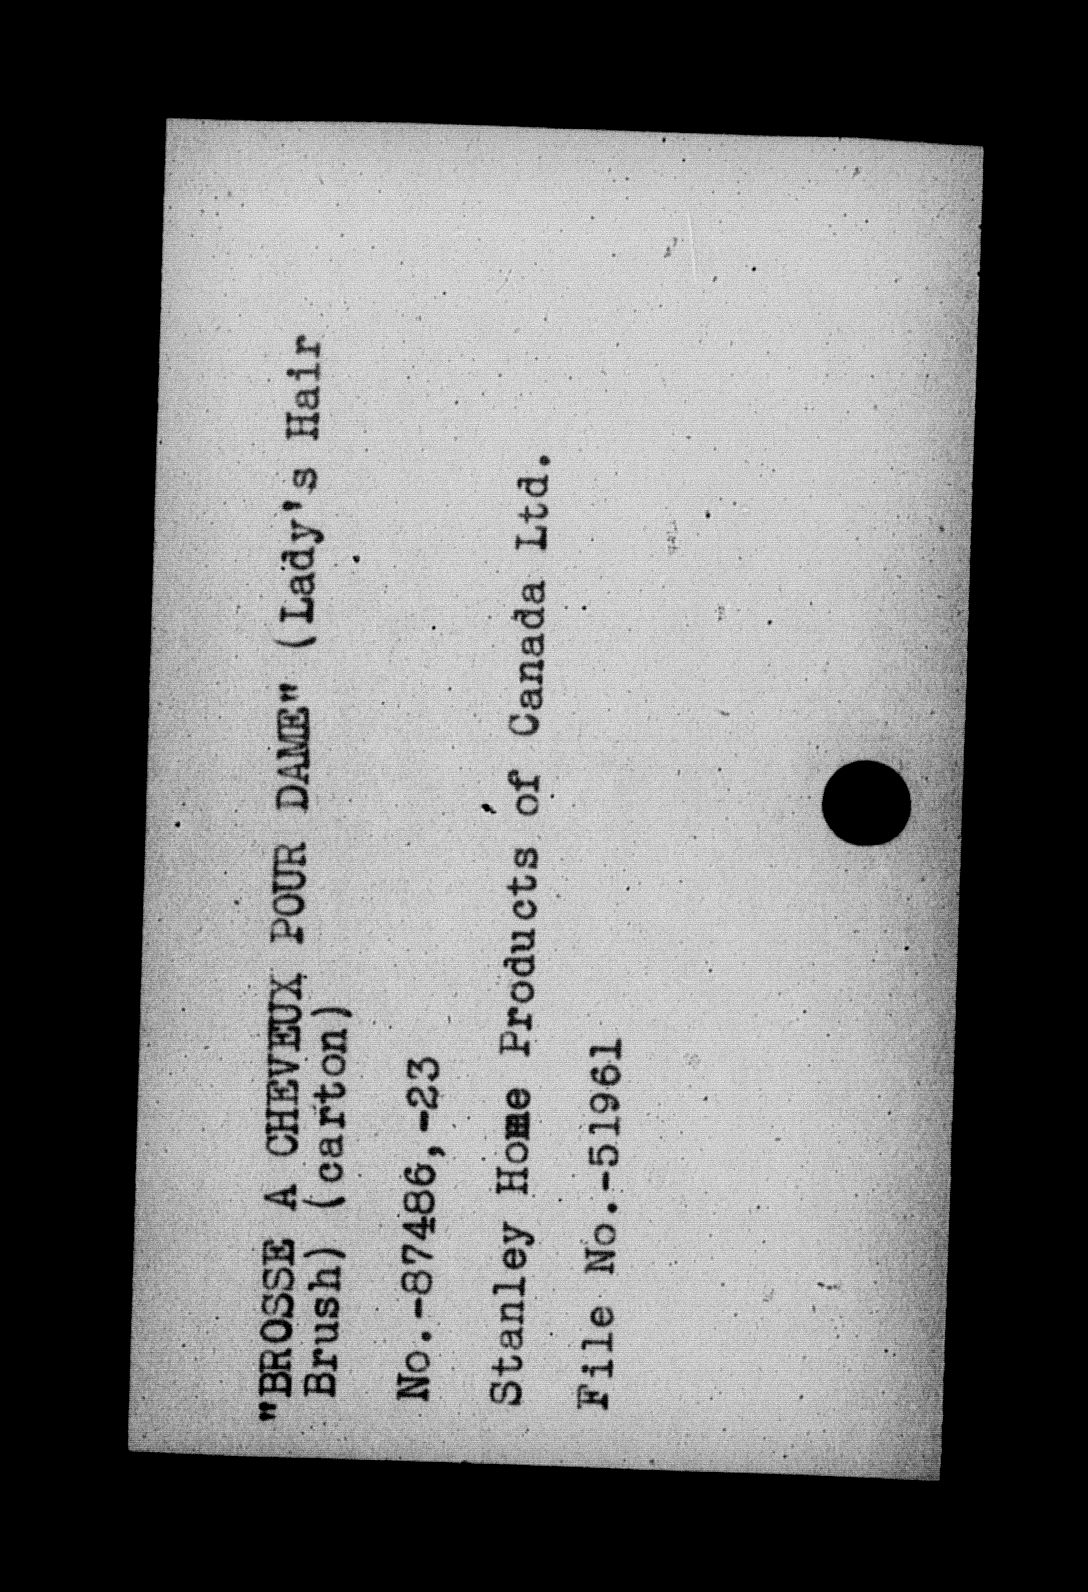 "BROSSE A CHEVEUX POUR DAME" (Lady's Hair
Brush) (carton)
No.-87486,-23
Stanley Home Products of Canada Ltd.
File No.-51961